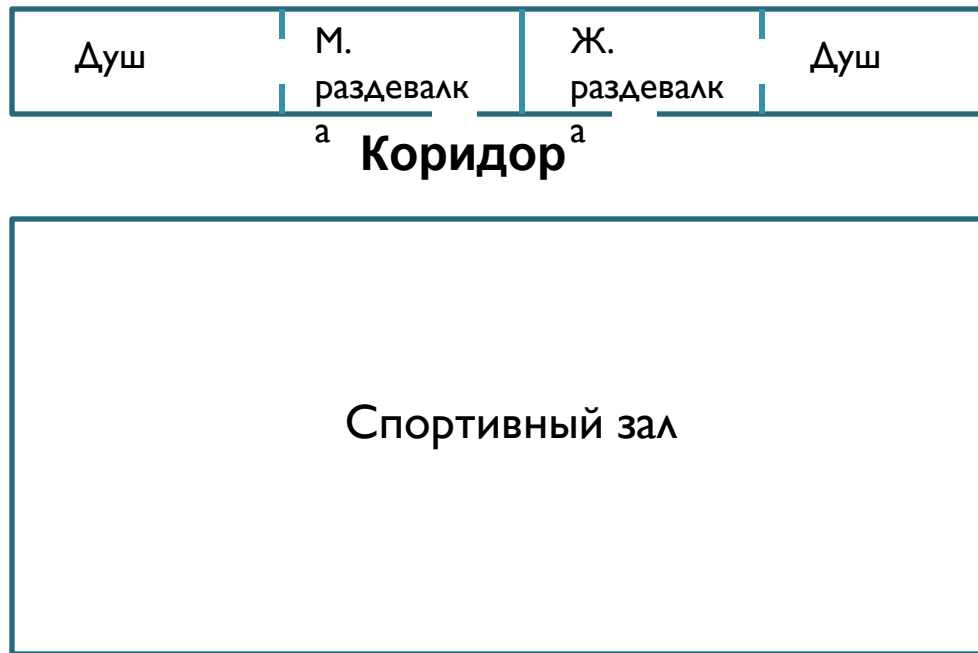 Душ
М.
раздевалк
а
Ж.
раздевалк
а
Душ
Коридор
Спортивный зал